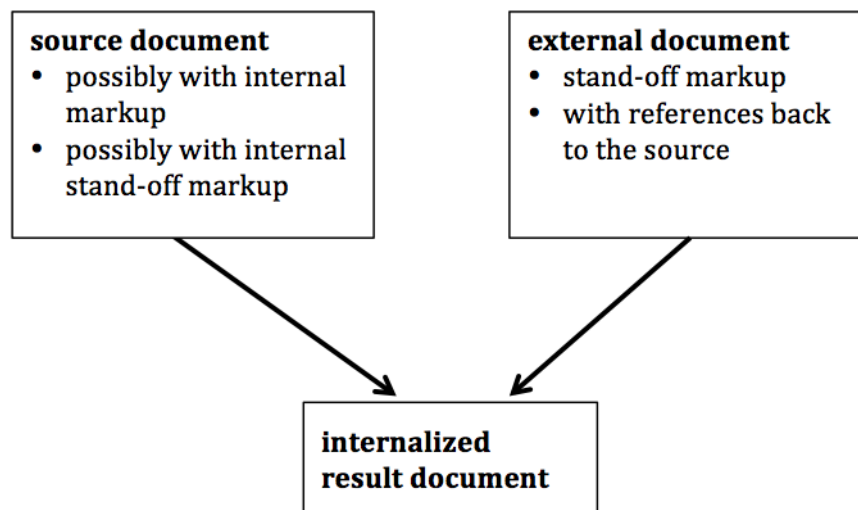 source document
• possibly with internal
markup
• possibly with internal
stand-off markup
external document
• stand-off markup
• with references back
to the source
internalized
result document